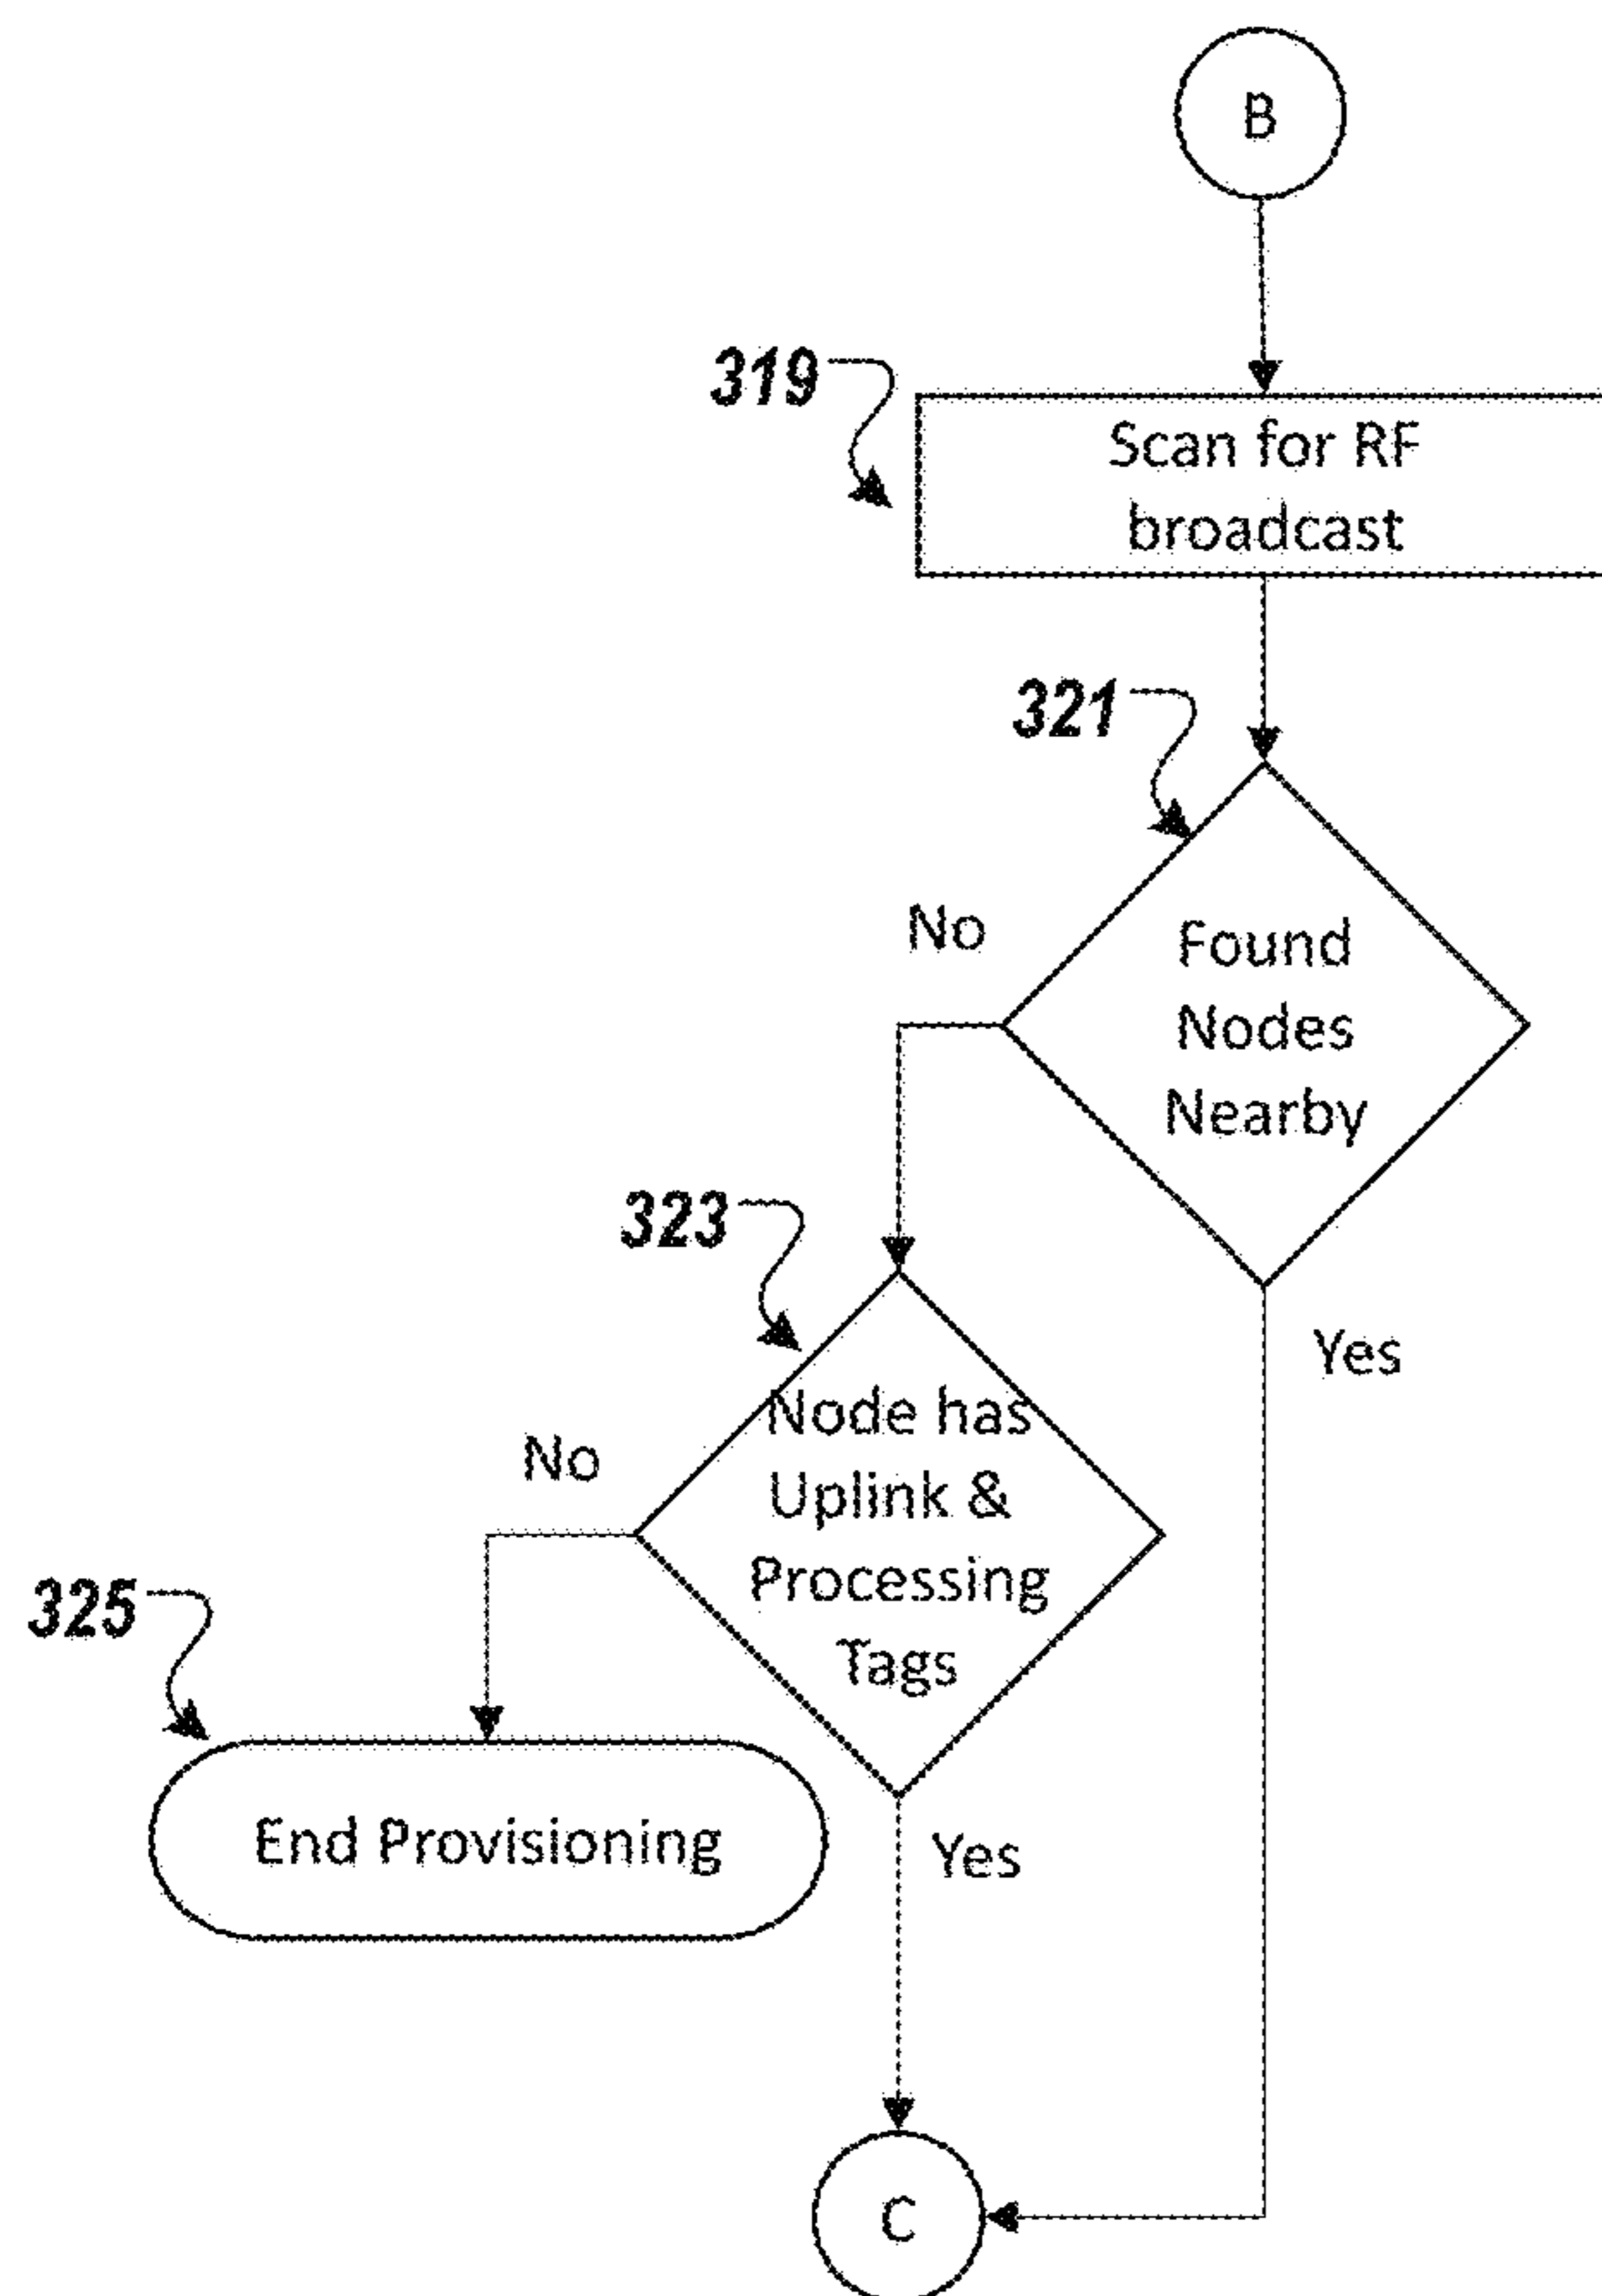 B
319
Scan for RF
broadcast
321
No
Found
Nodes
Nearby
323
Yes
No
Node has
Uplink &
Processing
Tags
325
End Provisioning
Yes
C